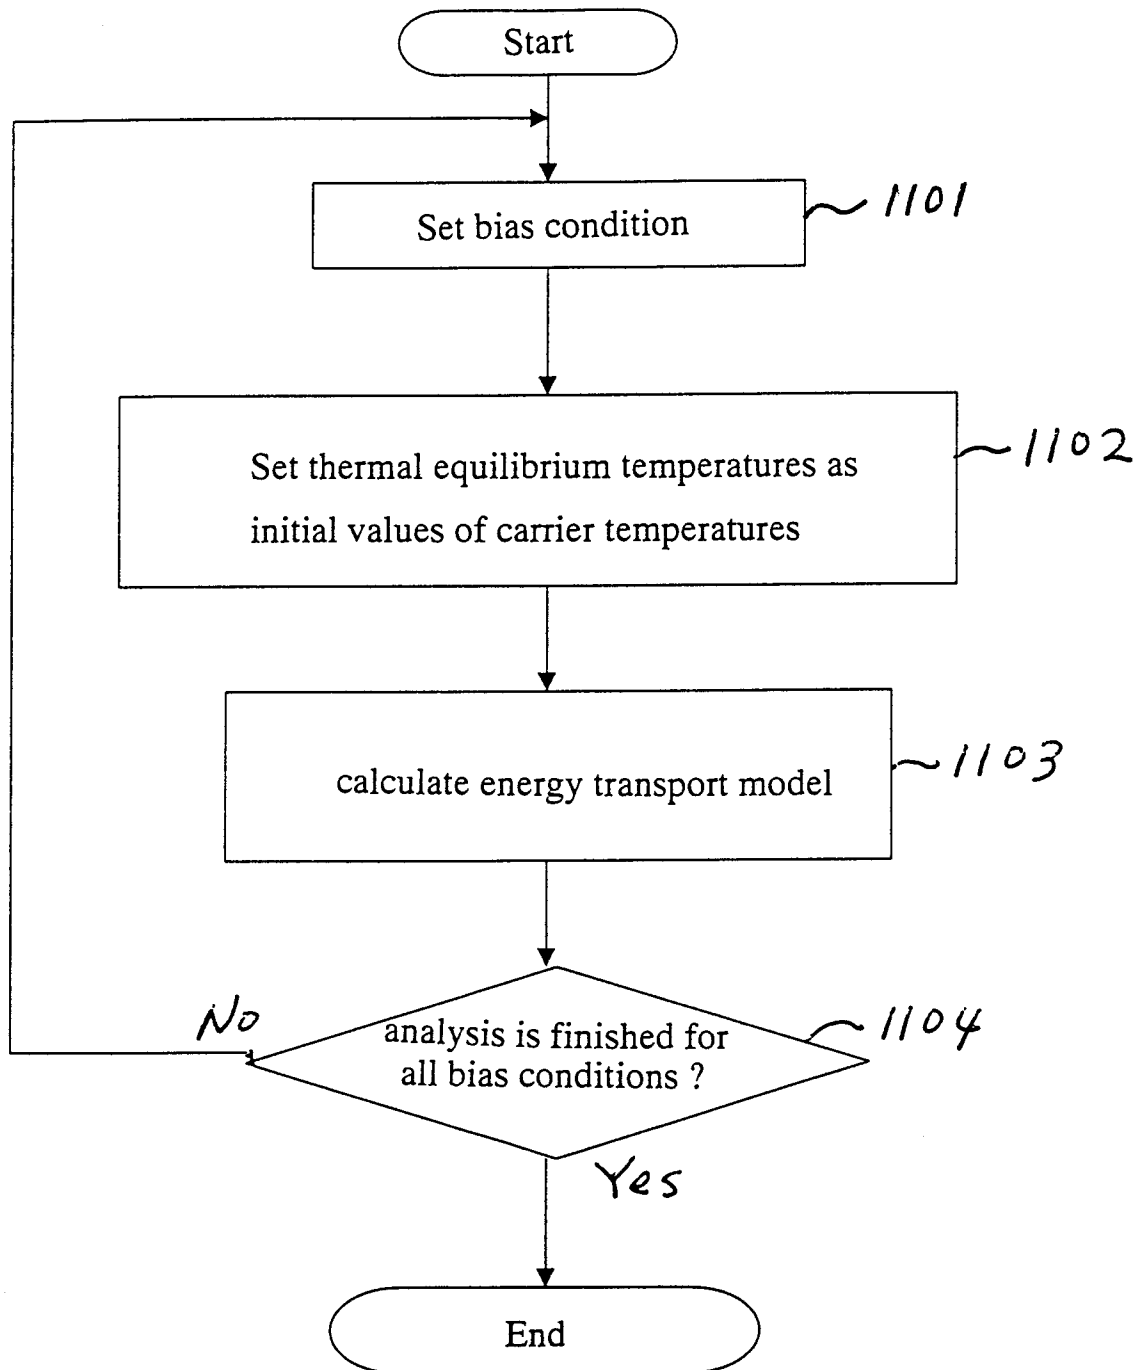 Start
Set bias condition
1101
Set thermal equilibrium temperatures as
initial values of carrier temperatures
1102
calculate energy transport model
1103
No
analysis is finished for
all bias conditions ?
1104
Yes
End